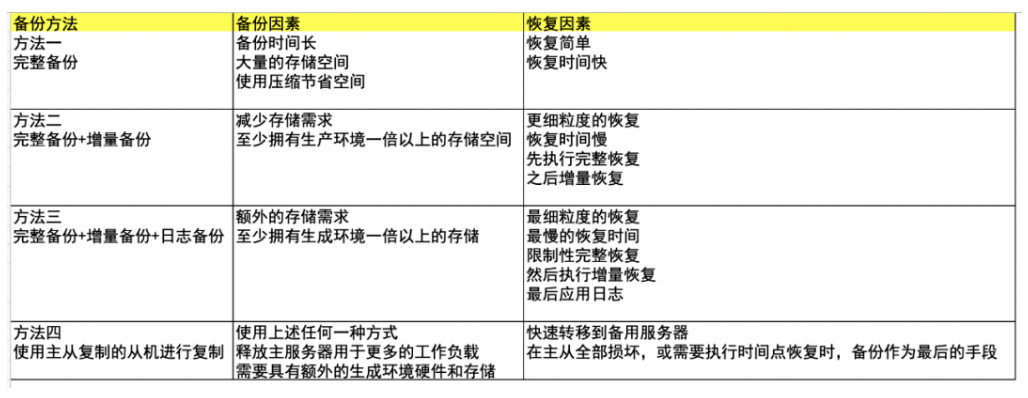 备份方法 备份因素 恢复因素
方法一 备份时间长 恢复简单
完整备份 大量的存储空间 恢复时间快
使用压缩节省空间
方法二 减少存储需求 更细粒度的恢复
完整备份+增量备份 至少拥有生产环境一倍以上的存储空间 恢复时间慢
先执行完整恢复
之后增量恢复
方法三 额外的存储需求 最细粒度的恢复
完整备份+增量备份+日志备份 至少拥有生成环境一倍以上的存储 最慢的恢复时间
限制性完整恢复
然后执行增量恢复
最后应用日志
方法四 使用上述任何一种方式 快速转移到备用服务器
使用主从复制的从机进行复制 释放主服务器用于更多的工作负载 在主从全部损坏，或需要执行时间点恢复时，备份作为最后的手段
需要具有额外的生成环境硬件和存储